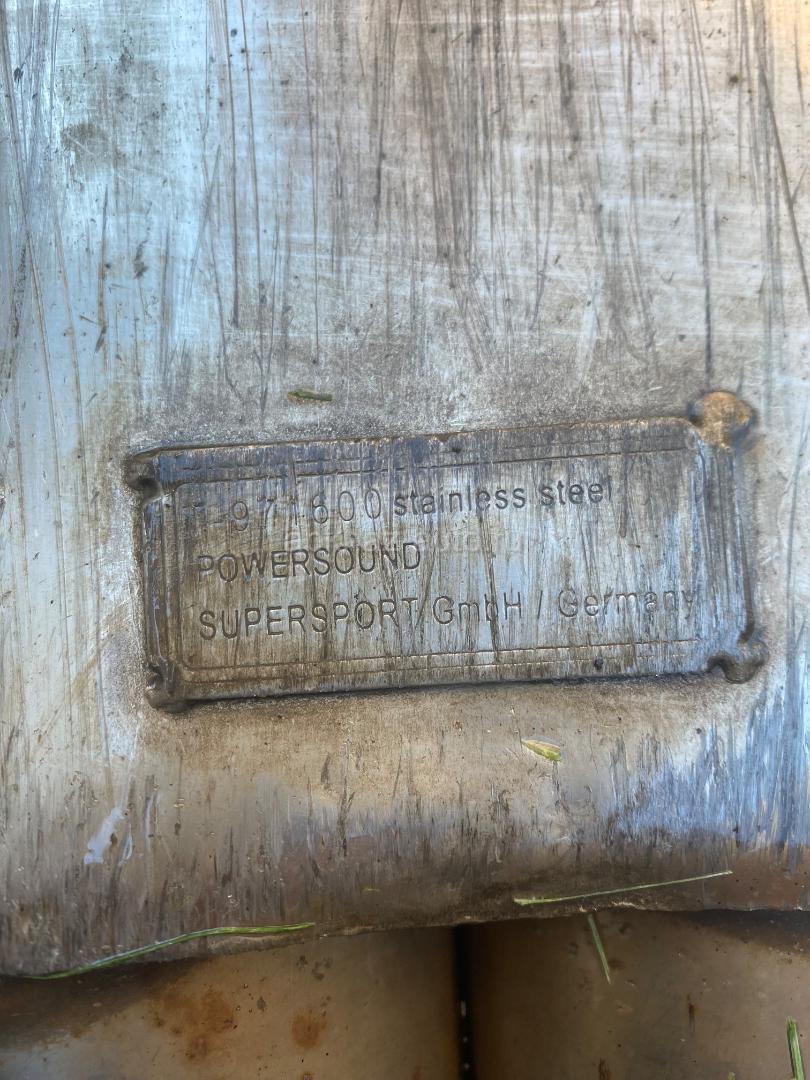 T-971600 stainless steel
POWERSOUND
SUPERSPORT GmbH / Germany